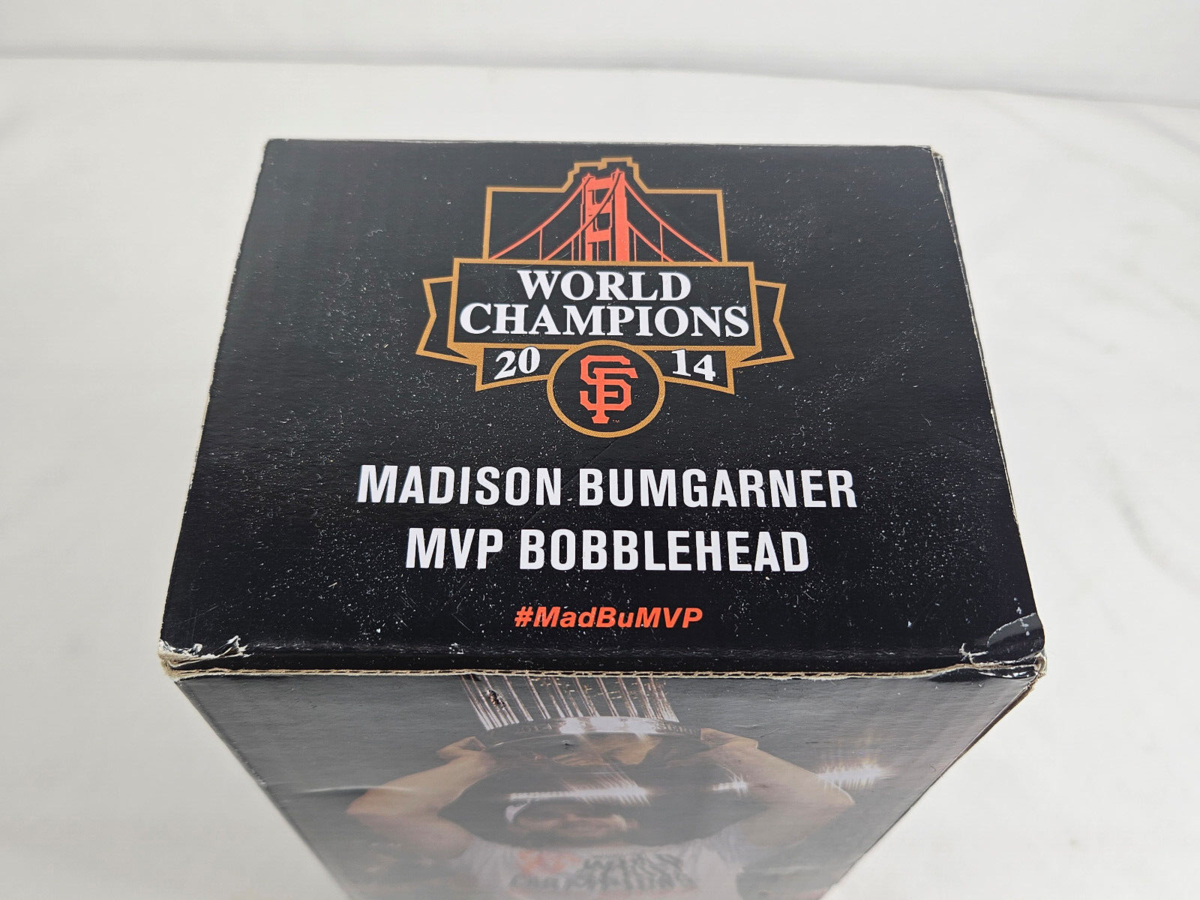 WORLD
CHAMPIONS
20 SF 14
MADISON BUMGARNER
MVP BOBBLEHEAD
#MadBuMVP